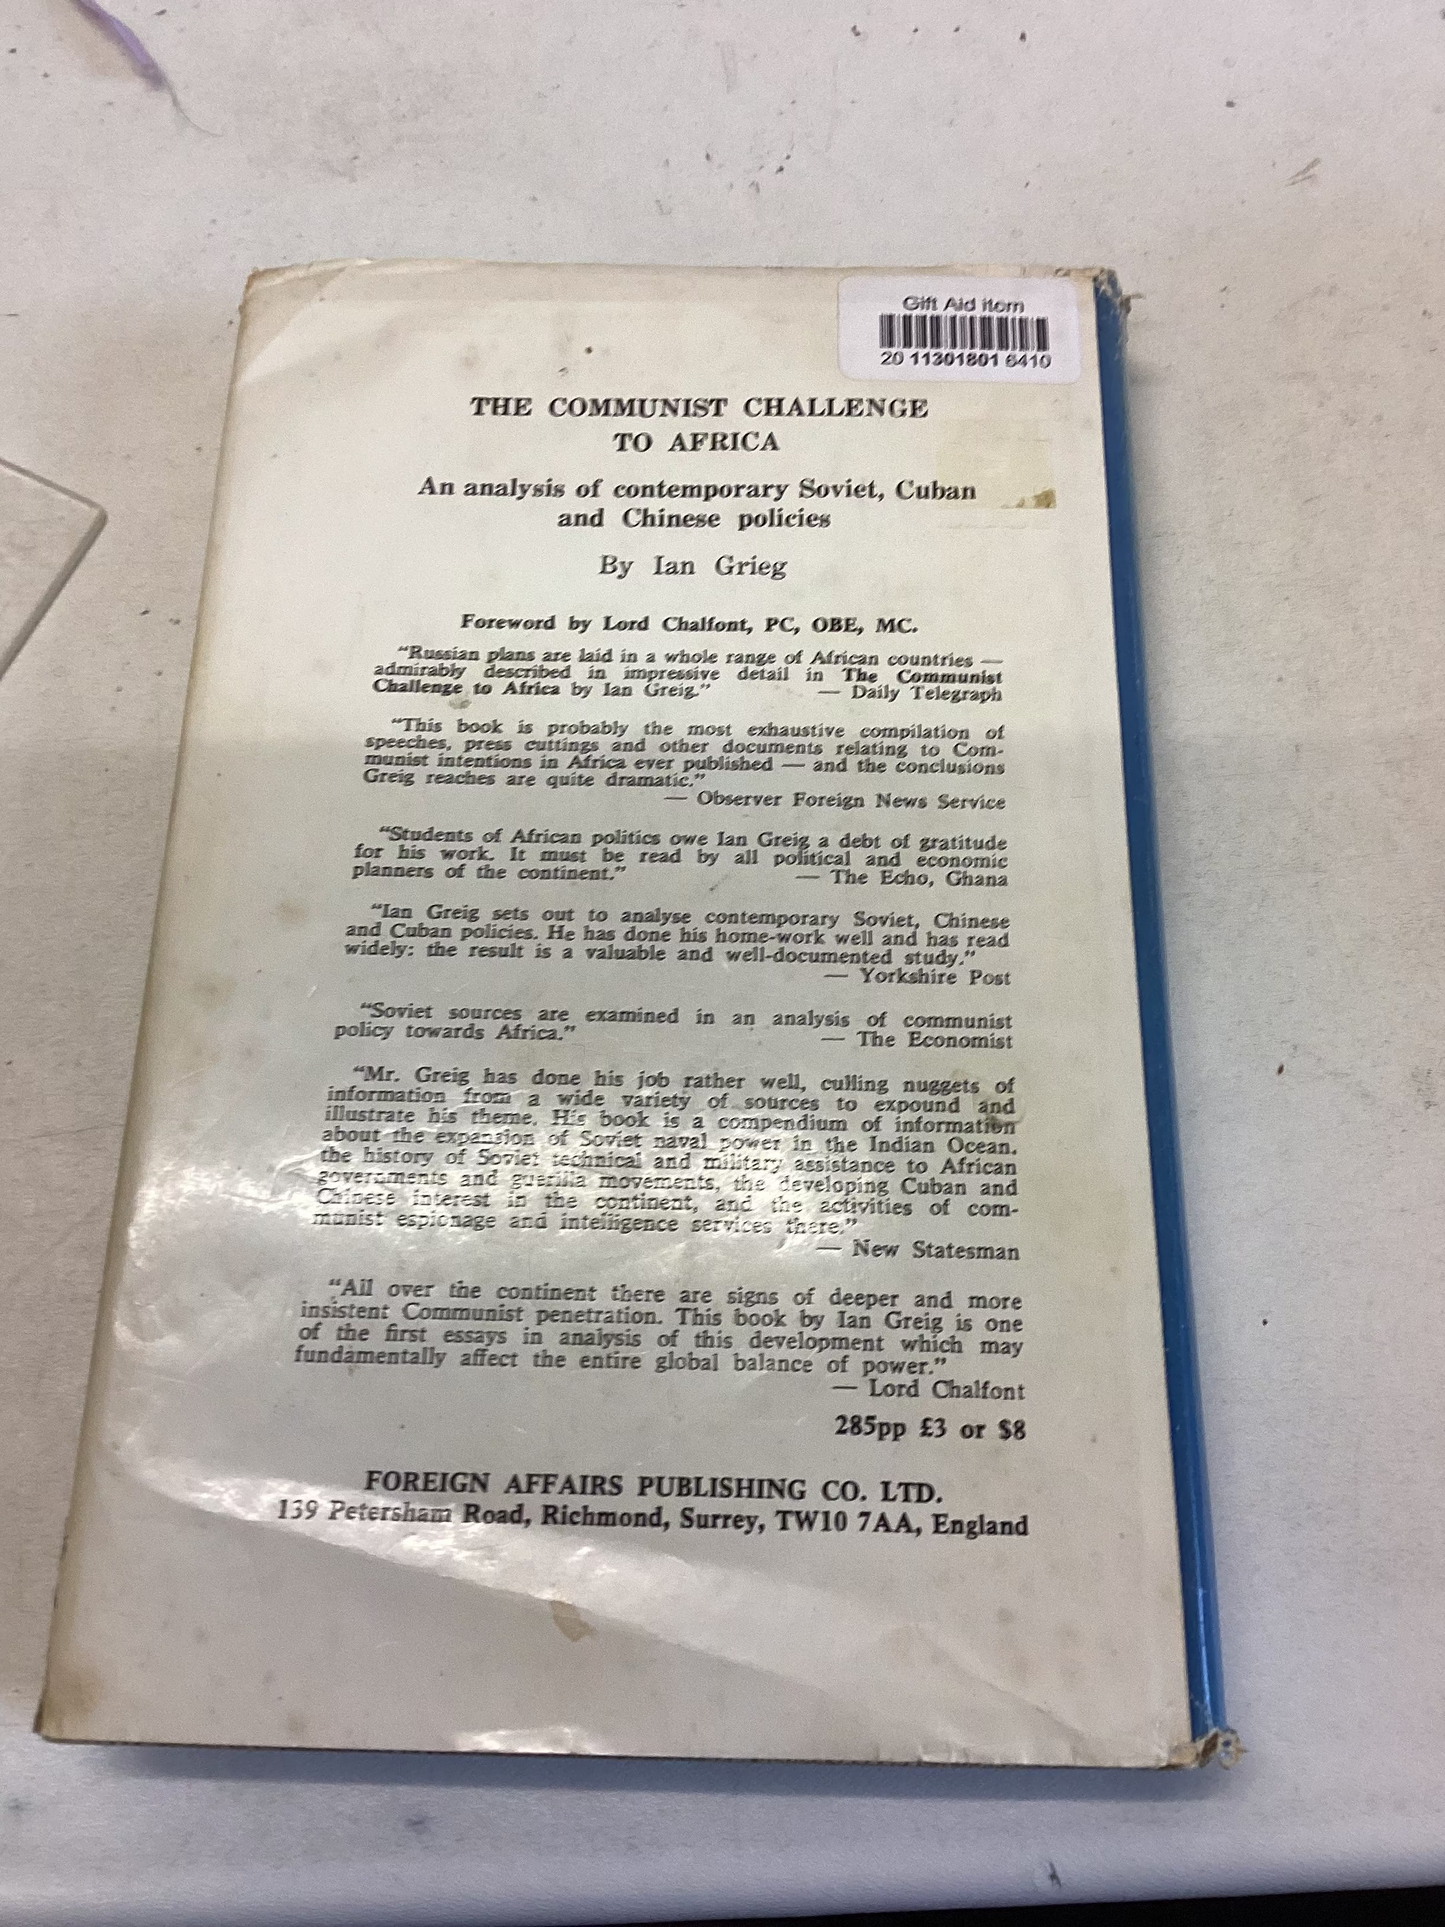 Gift Aid item
20 11301801 6410
THE COMMUNIST CHALLENGE
TO AFRICA
An analysis of contemporary Soviet, Cuban
and Chinese policies
By Ian Grieg
Foreword by Lord Chalfont, PC, OBE, MC.
"Russian plans are laid in a whole range of African countries —
admirably described in impressive detail in The Communist
Challenge to Africa by Ian Greig." — Daily Telegraph
"This book is probably the most exhaustive compilation of
speeches, press cuttings and other documents relating to Com-
munist intentions in Africa ever published — and the conclusions
Greig reaches are quite dramatic."
— Observer Foreign News Service
"Students of African politics owe Ian Greig a debt of gratitude
for his work. It must be read by all political and economic
planners of the continent." — The Echo, Ghana
"Ian Greig sets out to analyse contemporary Soviet, Chinese
and Cuban policies. He has done his home-work well and has read
widely: the result is a valuable and well-documented study."
— Yorkshire Post
"Soviet sources are examined in an analysis of communist
policy towards Africa." — The Economist
"Mr. Greig has done his job rather well, culling nuggets of
information from a wide variety of sources to expound and
illustrate his theme. His book is a compendium of information
about the expansion of Soviet naval power in the Indian Ocean,
the history of Soviet technical and military assistance to African
governments and guerilla movements, the developing Cuban and
Chinese interest in the continent, and the activities of com-
munist espionage and intelligence services there."
— New Statesman
"All over the continent there are signs of deeper and more
insistent Communist penetration. This book by Ian Greig is one
of the first essays in analysis of this development which may
fundamentally affect the entire global balance of power."
— Lord Chalfont
285pp £3 or $8
FOREIGN AFFAIRS PUBLISHING CO. LTD.
139 Petersham Road, Richmond, Surrey, TW10 7AA, England